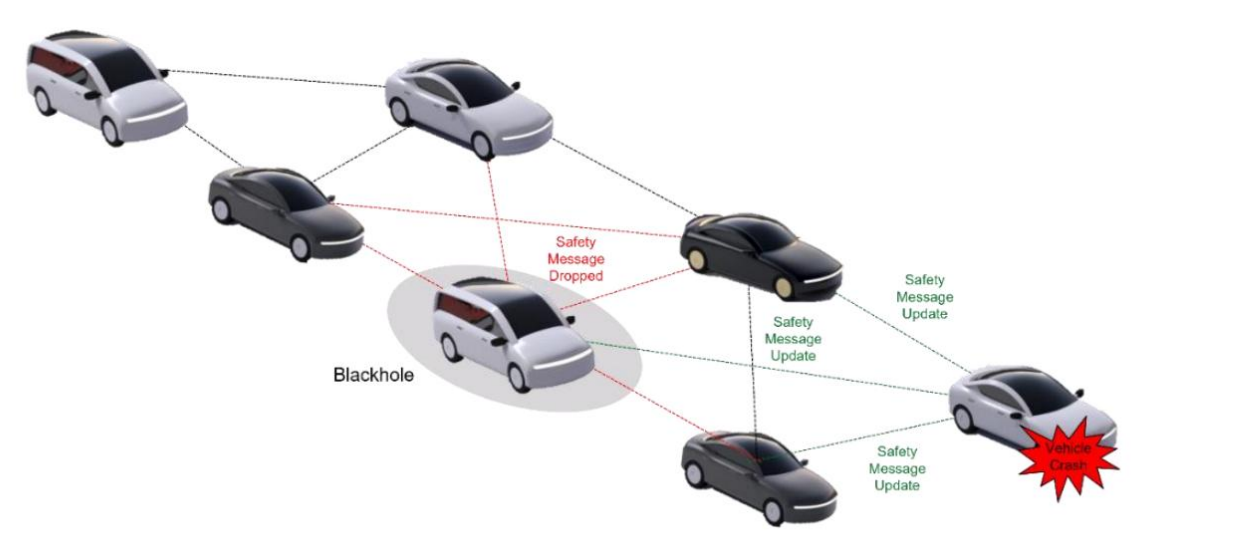 Safety
Message
Dropped
Safety
Message
Update
Safety
Message
Update
Blackhole
Vehicle
Crash
Safety
Message
Update